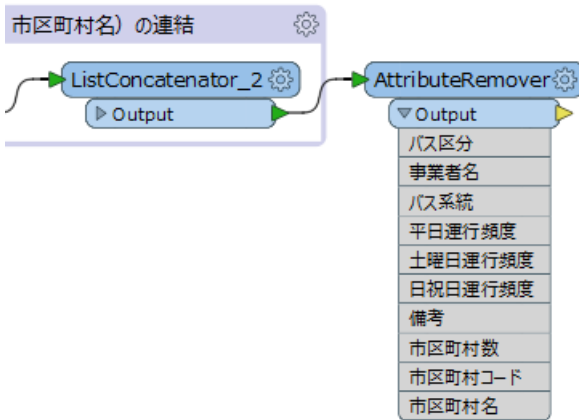 市区町村名）の連結
ListConcatenator_2
Output
AttributeRemover
Output
バス区分
事業者名
バス系統
平日運行頻度
土曜日運行頻度
日祝日運行頻度
備考
市区町村数
市区町村コード
市区町村名